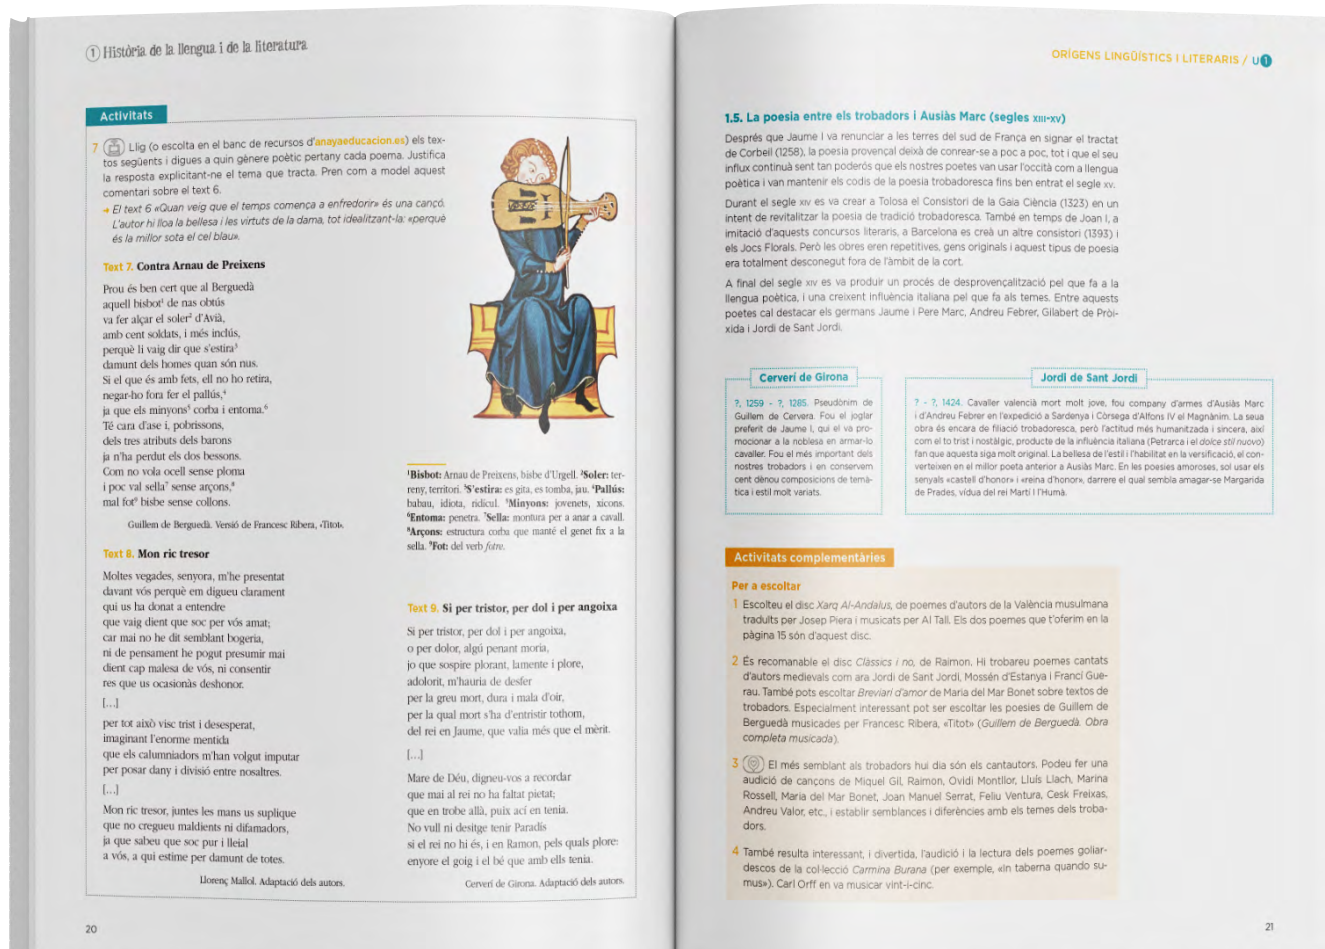 1 Història de la llengua i de la literatura
Activitats
7 Llig (o escolta en el banc de recursos d'anayaeducacion.es) els tex-
tos següents i digues a quin gènere poètic pertany cada poema. Justifica
la resposta explicitant-ne el tema que tracta. Pren com a model aquest
comentari sobre el text 6.
→ El text 6 «Quan veig que el temps comença a enfredorir» és una cançó.
L'autor hi lloa la bellesa i les virtuts de la dama, tot idealitzant-la: «perquè
és la millor sota el cel blau».
Text 7. Contra Arnau de Preixens
Prou és ben cert que al Berguedà
aquell bisbot¹ de nas obtús
va fer alçar el soler² d'Avià,
amb cent soldats, i més inclús,
perquè li vaig dir que s'estira³
damunt dels homes quan són nus.
Si el que és amb fets, ell no ho retira,
negar-ho fora fer el pallús,⁴
ja que els minyons⁵ corba i entoma.⁶
Té cara d'ase i, pobrissons,
dels tres atributs dels barons
ja n'ha perdut els dos bessons.
Com no vola ocell sense ploma
i poc val sella⁷ sense arçons,⁸
mal fot⁹ bisbe sense collons.
Guillem de Berguedà. Versió de Francesc Ribera, «Titot».
Text 8. Mon ric tresor
Moltes vegades, senyora, m'he presentat
davant vós perquè em digueu clarament
qui us ha donat a entendre
que vaig dient que soc per vós amat;
car mai no he dit semblant bogeria,
ni de pensament he pogut presumir mai
dient cap malesa de vós, ni consentir
res que us ocasionàs deshonor.
[...]
per tot això visc trist i desesperat,
imaginant l'enorme mentida
que els calumniadors m'han volgut imputar
per posar dany i divisió entre nosaltres.
[...]
Mon ric tresor, juntes les mans us suplique
que no cregueu maldients ni difamadors,
ja que sabeu que soc pur i lleial
a vós, a qui estime per damunt de totes.
Llorenç Mallol. Adaptació dels autors.
¹Bisbot: Arnau de Preixens, bisbe d'Urgell. ²Soler: ter-
reny, territori. ³S'estira: es gita, es tomba, jau. ⁴Pallús:
babau, idiota, ridícul. ⁵Minyons: jovenets, xicons.
⁶Entoma: penetra. ⁷Sella: montura per a anar a cavall.
⁸Arçons: estructura corba que manté el genet fix a la
sella. ⁹Fot: del verb fotre.
Text 9. Si per tristor, per dol i per angoixa
Si per tristor, per dol i per angoixa,
o per dolor, algú penant moria,
jo que sospire plorant, lamente i plore,
adolorit, m'hauria de desfer
per la greu mort, dura i mala d'oir,
per la qual mort s'ha d'entristir tothom,
del rei en Jaume, que valia més que el mèrit.
[...]
Mare de Déu, digneu-vos a recordar
que mai al rei no ha faltat pietat;
que en trobe allà, puix ací en tenia.
No vull ni desitge tenir Paradís
si el rei no hi és, i en Ramon, pels quals plore:
enyore el goig i el bé que amb ells tenia.
Cerverí de Girona. Adaptació dels autors.
20
ORÍGENS LINGÜÍSTICS I LITERARIS / U1
1.5. La poesia entre els trobadors i Ausiàs Marc (segles XIII-XV)
Després que Jaume I va renunciar a les terres del sud de França en signar el tractat
de Corbeil (1258), la poesia provençal deixà de conrear-se a poc a poc, tot i que el seu
influx continuà sent tan poderós que els nostres poetes van usar l'occità com a llengua
poètica i van mantenir els codis de la poesia trobadoresca fins ben entrat el segle XV.
Durant el segle XIV es va crear a Tolosa el Consistori de la Gaia Ciència (1323) en un
intent de revitalitzar la poesia de tradició trobadoresca. També en temps de Joan I, a
imitació d'aquests concursos literaris, a Barcelona es creà un altre consistori (1393) i
els Jocs Florals. Però les obres eren repetitives, gens originals i aquest tipus de poesia
era totalment desconegut fora de l'àmbit de la cort.
A final del segle XIV es va produir un procés de desprovençalització pel que fa a la
llengua poètica, i una creixent influència italiana pel que fa als temes. Entre aquests
poetes cal destacar els germans Jaume i Pere Marc, Andreu Febrer, Gilabert de Pròi-
xida i Jordi de Sant Jordi.
Cerverí de Girona
?, 1259 - ?, 1285. Pseudònim de
Guillem de Cervera. Fou el joglar
preferit de Jaume I, qui el va pro-
mocionar a la noblesa en armar-lo
cavaller. Fou el més important dels
nostres trobadors i en conservem
cent dènou composicions de temà-
tica i estil molt variats.
Jordi de Sant Jordi
? - ?, 1424. Cavaller valencià mort molt jove, fou company d'armes d'Ausiàs Marc
i d'Andreu Febrer en l'expedició a Sardenya i Còrsega d'Alfons IV el Magnànim. La seua
obra és encara de filiació trobadoresca, però l'actitud més humanitzada i sincera, així
com el to trist i nostàlgic, producte de la influència italiana (Petrarca i el dolce stil nuovo)
fan que aquesta siga molt original. La bellesa de l'estil i l'habilitat en la versificació, el con-
verteixen en el millor poeta anterior a Ausiàs Marc. En les poesies amoroses, sol usar els
senyals «castell d'honor» i «reina d'honor», darrere el qual sembla amagar-se Margarida
de Prades, vídua del rei Martí I l'Humà.
Activitats complementàries
Per a escoltar
1 Escolteu el disc Xarq Al-Andalus, de poemes d'autors de la València musulmana
traduïts per Josep Piera i musicats per Al Tall. Els dos poemes que t'oferim en la
pàgina 15 són d'aquest disc.
2 És recomanable el disc Clàssics i no, de Raimon. Hi trobareu poemes cantats
d'autors medievals com ara Jordi de Sant Jordi, Mossén d'Estanya i Francí Gue-
rau. També pots escoltar Breviari d'amor de Maria del Mar Bonet sobre textos de
trobadors. Especialment interessant pot ser escoltar les poesies de Guillem de
Berguedà musicades per Francesc Ribera, «Titot» (Guillem de Berguedà. Obra
completa musicada).
3 El més semblant als trobadors hui dia són els cantautors. Podeu fer una
audició de cançons de Miquel Gil, Raimon, Ovidi Montllor, Lluís Llach, Marina
Rossell, Maria del Mar Bonet, Joan Manuel Serrat, Feliu Ventura, Cesk Freixas,
Andreu Valor, etc., i establir semblances i diferències amb els temes dels troba-
dors.
4 També resulta interessant, i divertida, l'audició i la lectura dels poemes goliar-
descos de la col·lecció Carmina Burana (per exemple, «In taberna quando su-
mus»). Carl Orff en va musicar vint-i-cinc.
21